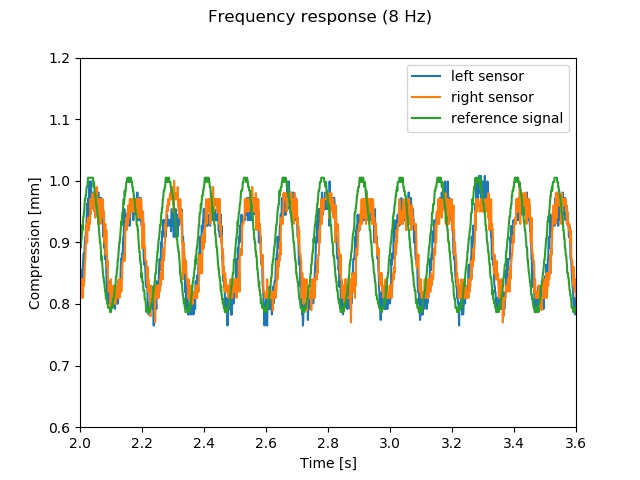 Frequency response (8 Hz)
1.2
1.1
1.0
0.9
0.8
0.7
0.6
Compression [mm]
left sensor
right sensor
reference signal
2.0 2.2 2.4 2.6 2.8 3.0 3.2 3.4 3.6
Time [s]